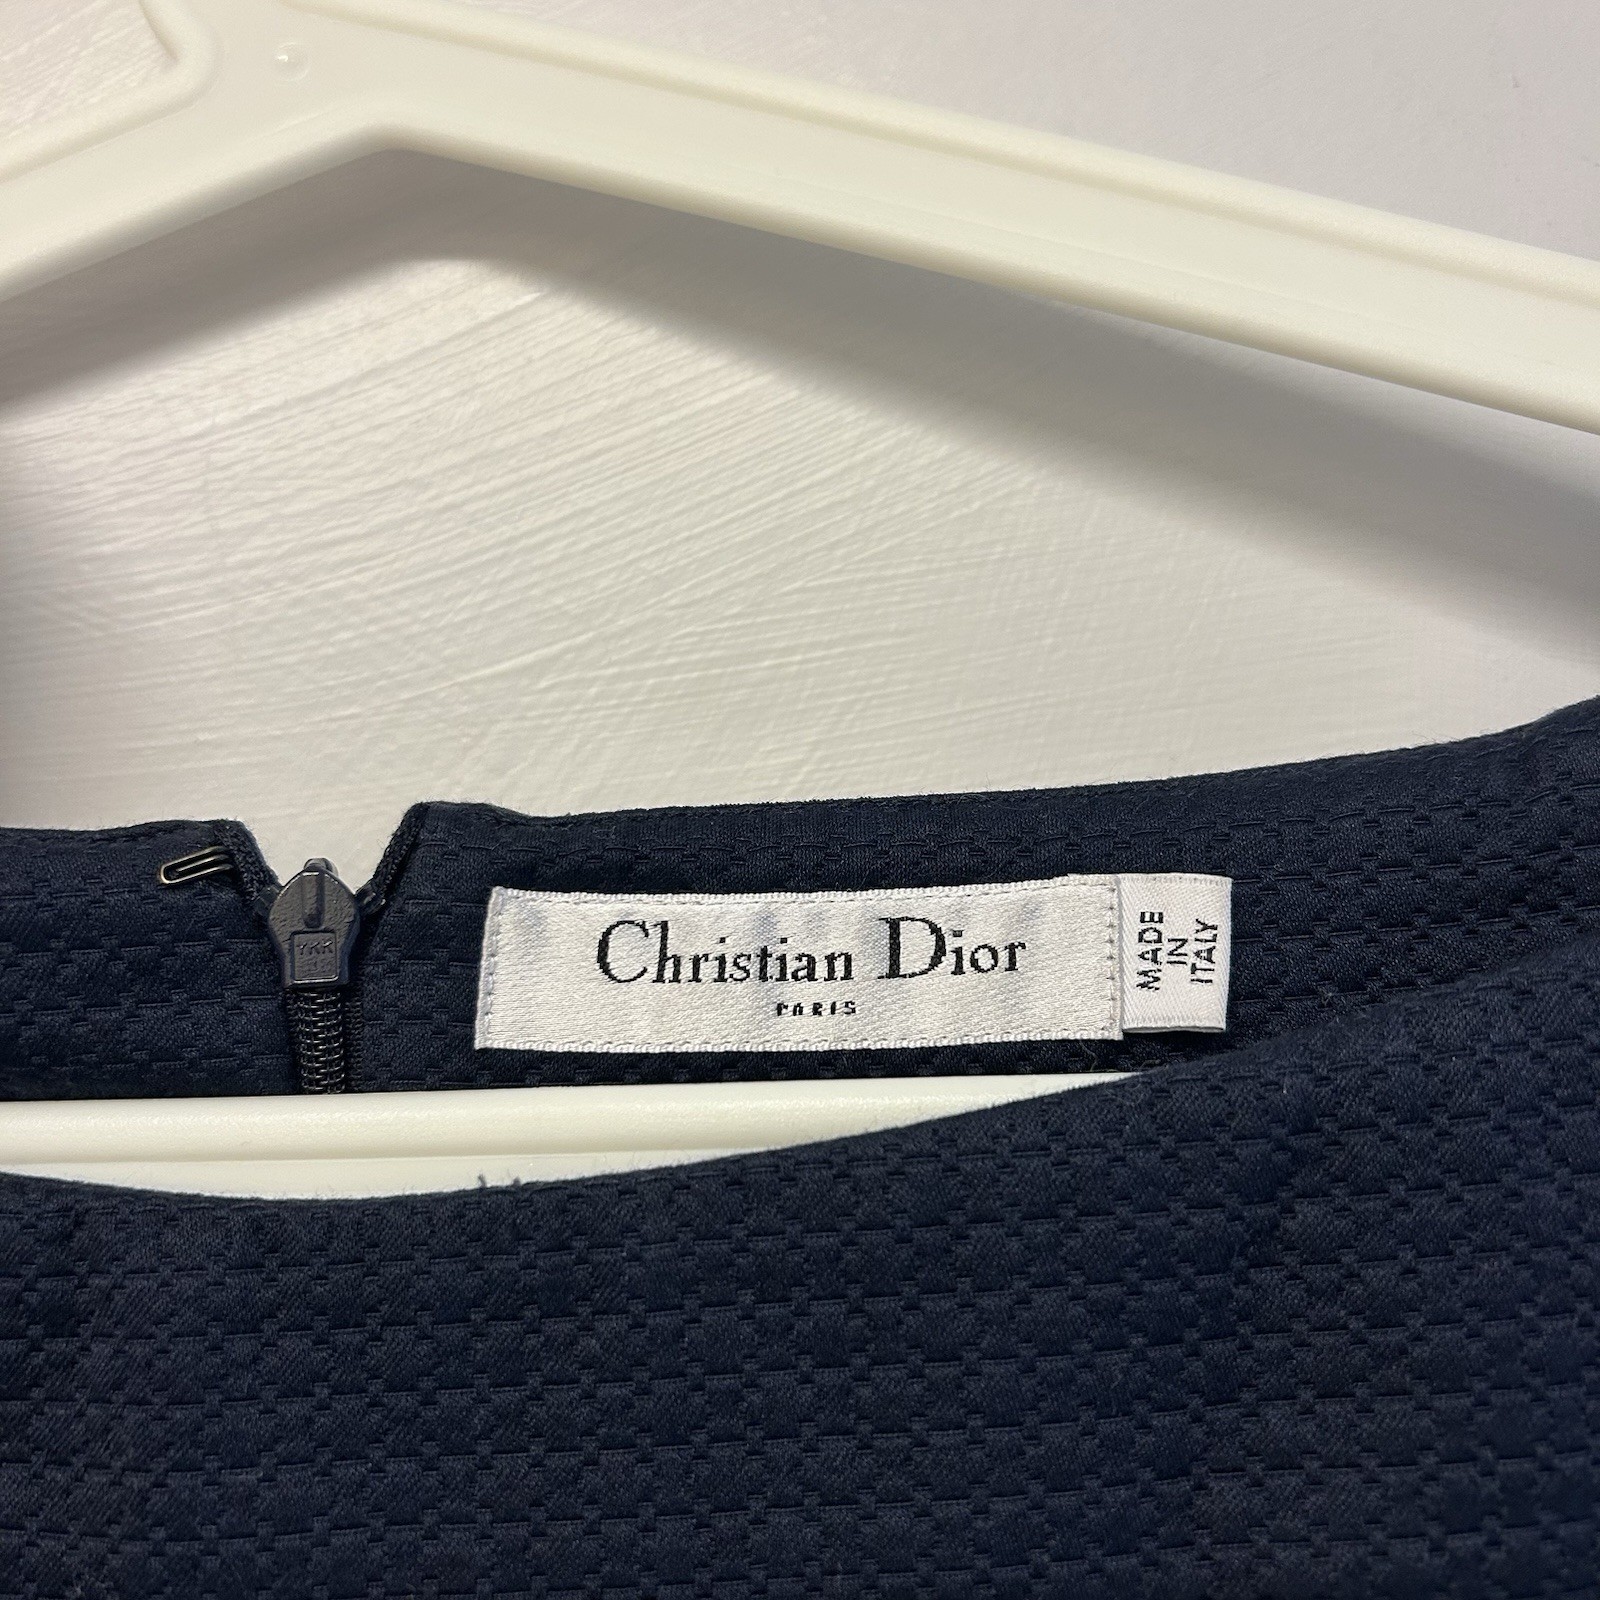 YKK
Christian Dior
PARIS
MADE
IN
ITALY